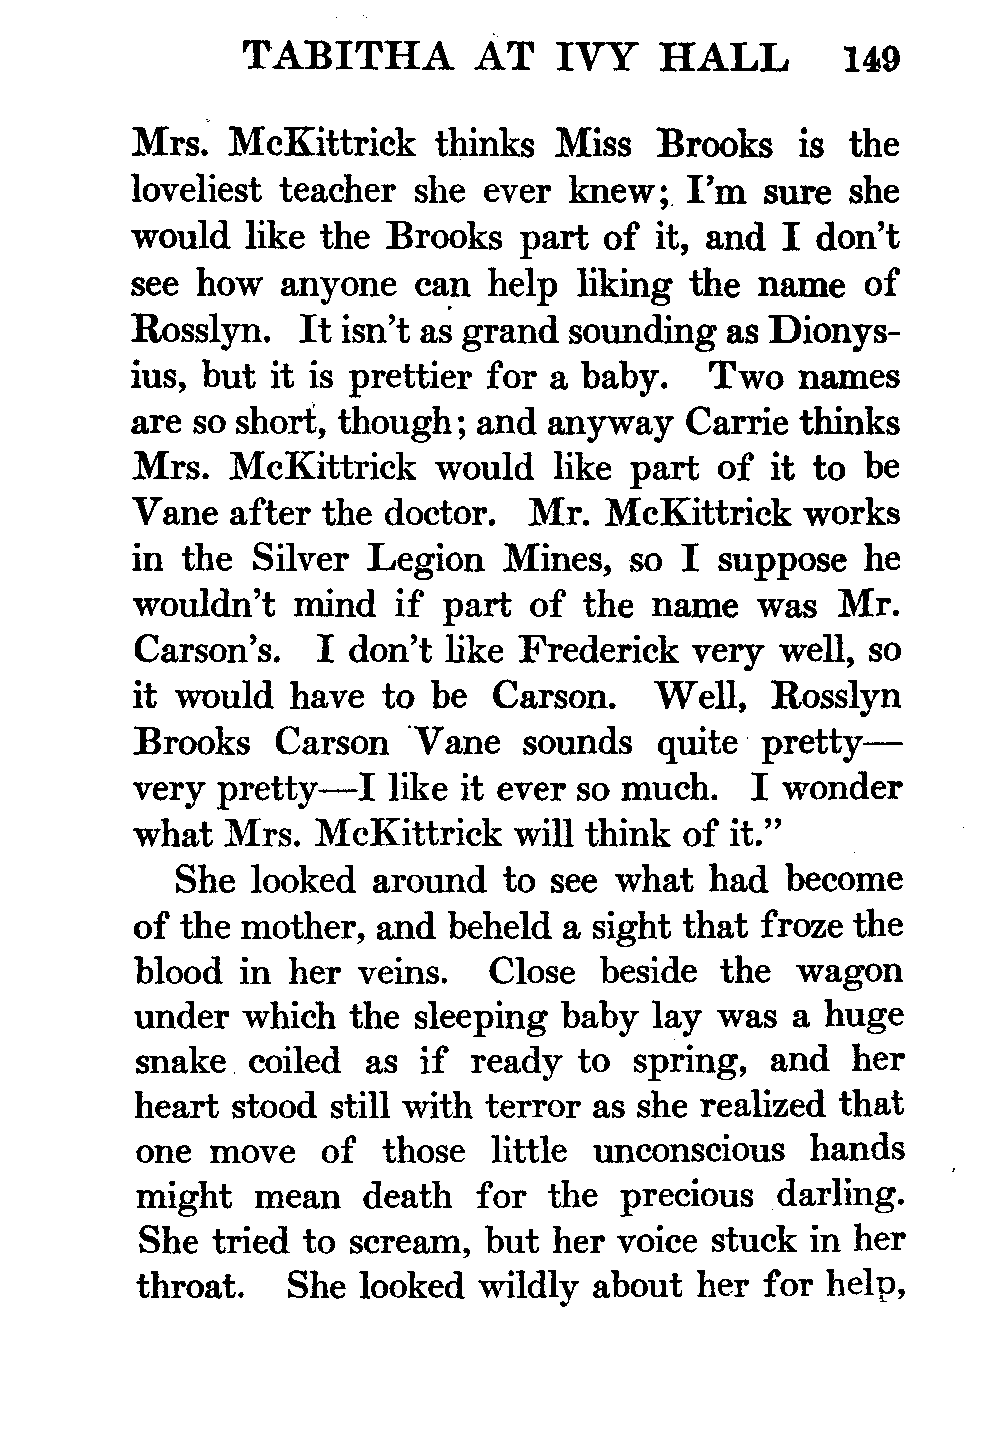 TABITHA AT IVY HALL 149
Mrs. McKittrick thinks Miss Brooks is the
loveliest teacher she ever knew; I'm sure she
would like the Brooks part of it, and I don't
see how anyone can help liking the name of
Rosslyn. It isn't as grand sounding as Dionys-
ius, but it is prettier for a baby. Two names
are so short, though; and anyway Carrie thinks
Mrs. McKittrick would like part of it to be
Vane after the doctor. Mr. McKittrick works
in the Silver Legion Mines, so I suppose he
wouldn't mind if part of the name was Mr.
Carson's. I don't like Frederick very well, so
it would have to be Carson. Well, Rosslyn
Brooks Carson Vane sounds quite pretty—
very pretty—I like it ever so much. I wonder
what Mrs. McKittrick will think of it."
She looked around to see what had become
of the mother, and beheld a sight that froze the
blood in her veins. Close beside the wagon
under which the sleeping baby lay was a huge
snake coiled as if ready to spring, and her
heart stood still with terror as she realized that
one move of those little unconscious hands
might mean death for the precious darling.
She tried to scream, but her voice stuck in her
throat. She looked wildly about her for help,